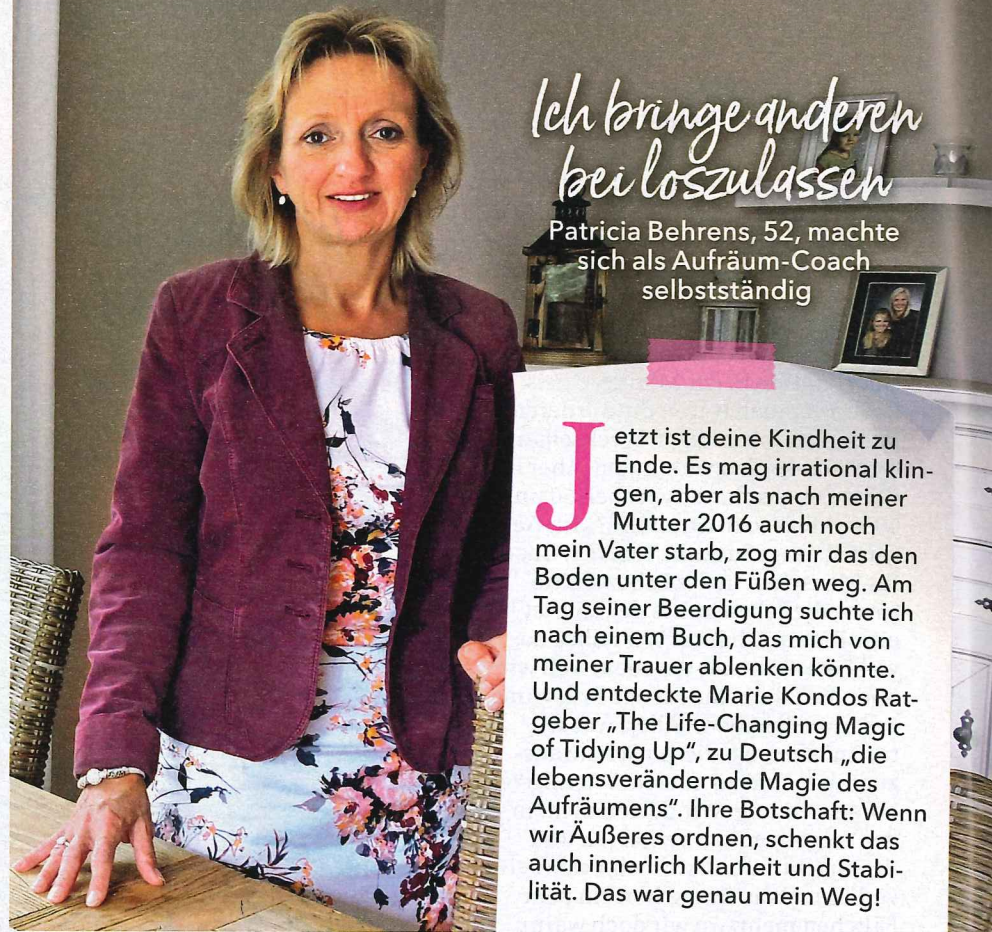 Ich bringe anderen
bei loszulassen
Patricia Behrens, 52, machte
sich als Aufräum-Coach
selbstständig
Jetzt ist deine Kindheit zu
Ende. Es mag irrational klin-
gen, aber als nach meiner
Mutter 2016 auch noch
mein Vater starb, zog mir das den
Boden unter den Füßen weg. Am
Tag seiner Beerdigung suchte ich
nach einem Buch, das mich von
meiner Trauer ablenken könnte.
Und entdeckte Marie Kondos Rat-
geber „The Life-Changing Magic
of Tidying Up“, zu Deutsch „die
lebensverändernde Magie des
Aufräumens“. Ihre Botschaft: Wenn
wir Äußeres ordnen, schenkt das
auch innerlich Klarheit und Stabi-
lität. Das war genau mein Weg!